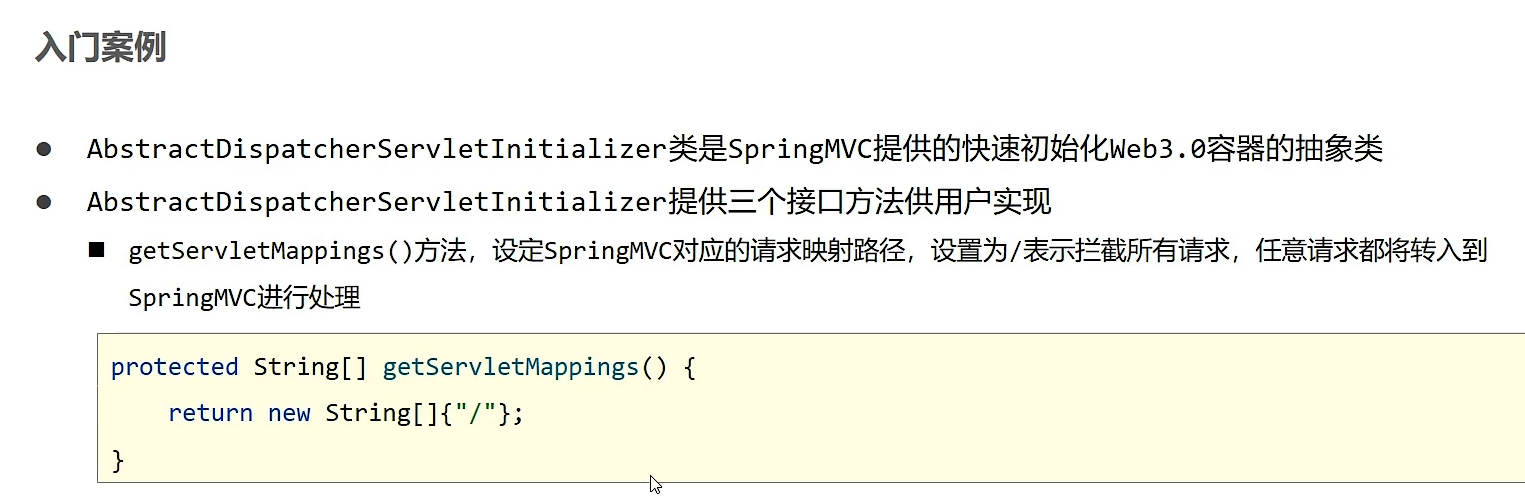 入门案例
AbstractDispatcherServletInitializer类是SpringMVC提供的快速初始化Web3.0容器的抽象类
AbstractDispatcherServletInitializer提供三个接口方法供用户实现
getServletMappings()方法，设定SpringMVC对应的请求映射路径，设置为/表示拦截所有请求，任意请求都将转入到
SpringMVC进行处理
protected String[] getServletMappings() {
    return new String[]{"/"};
}